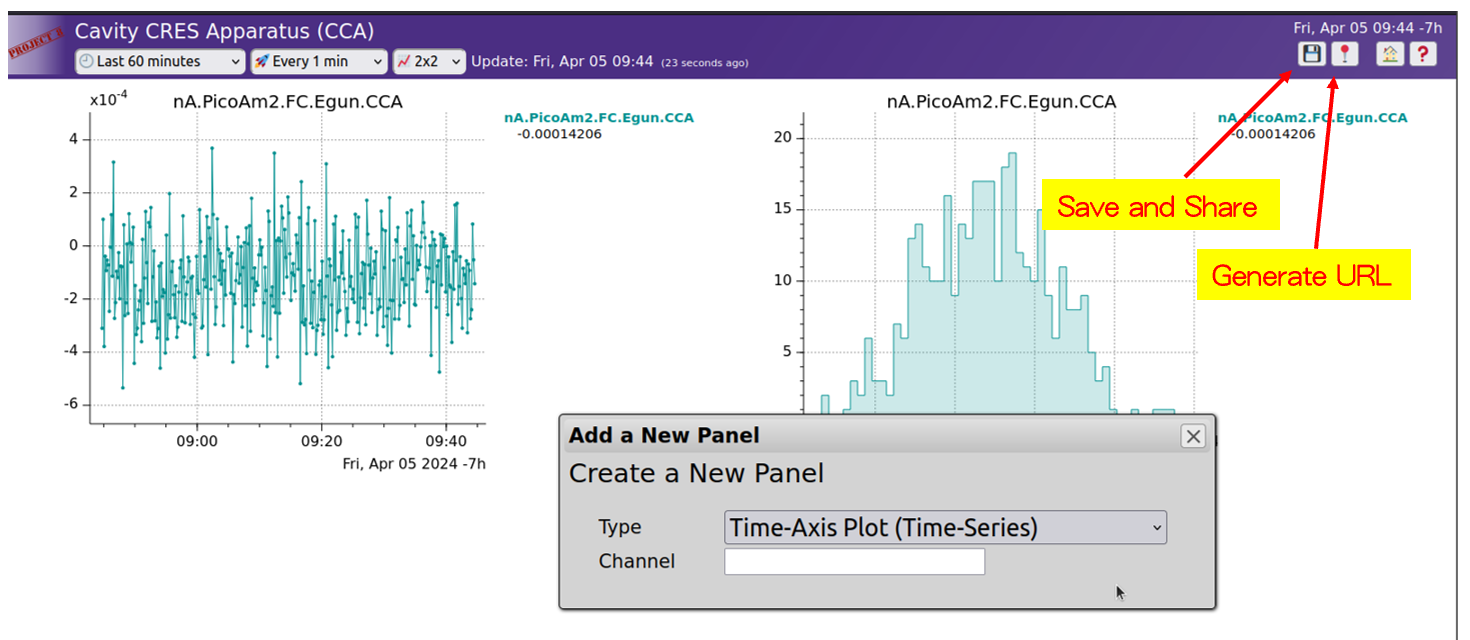 PROJECT 8
Cavity CRES Apparatus (CCA)
Fri, Apr 05 09:44 -7h
Last 60 minutes
Every 1 min
2x2
Update: Fri, Apr 05 09:44 (23 seconds ago)
?
x10-4
nA.PicoAm2.FC.Egun.CCA
nA.PicoAm2.FC.Egun.CCA
-0.00014206
4
2
0
-2
-4
-6
09:00 09:20 09:40
Fri, Apr 05 2024 -7h
nA.PicoAm2.FC.Egun.CCA
nA.PicoAm2.FC.Egun.CCA
-0.00014206
20
15
10
5
Save and Share
Generate URL
Add a New Panel
Create a New Panel
Type Time-Axis Plot (Time-Series)
Channel